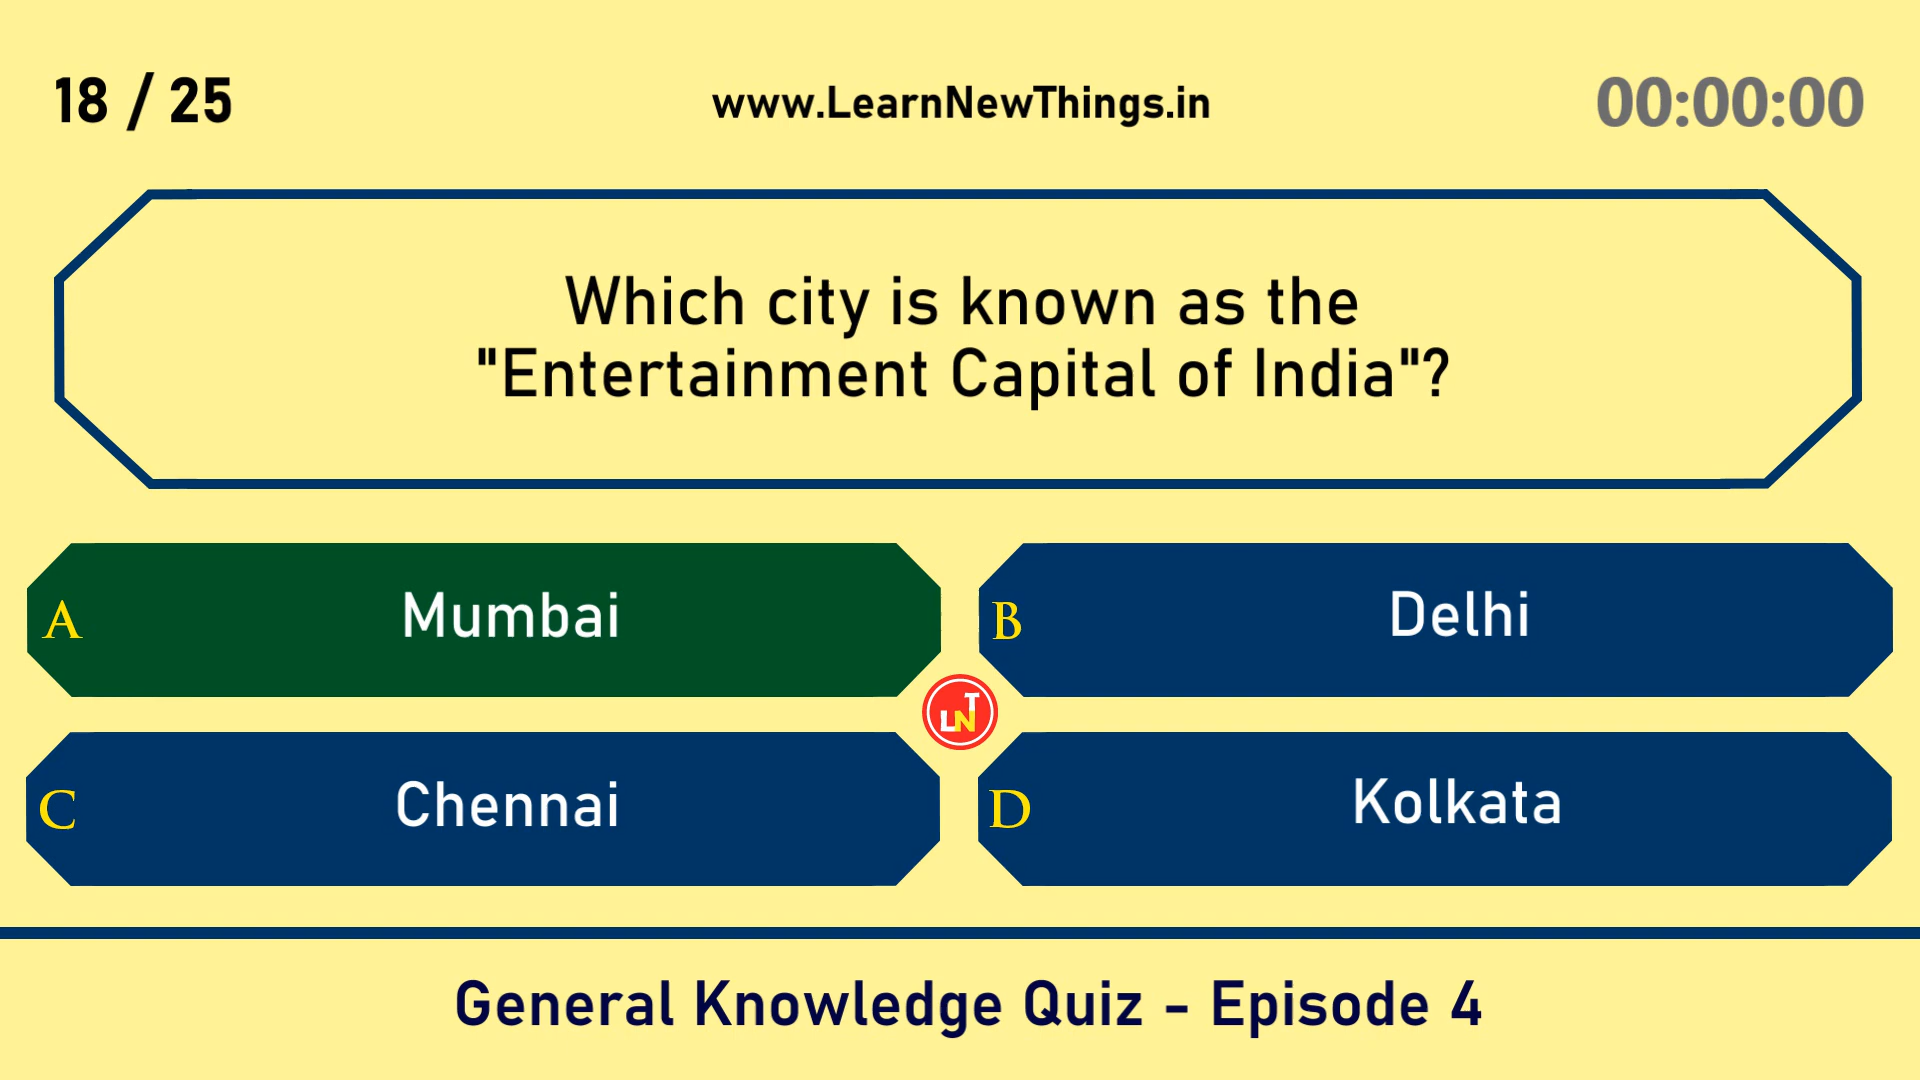 18 / 25
www.LearnNewThings.in
00:00:00
Which city is known as the
"Entertainment Capital of India"?
A Mumbai
B Delhi
LNT
C Chennai
D Kolkata
General Knowledge Quiz - Episode 4